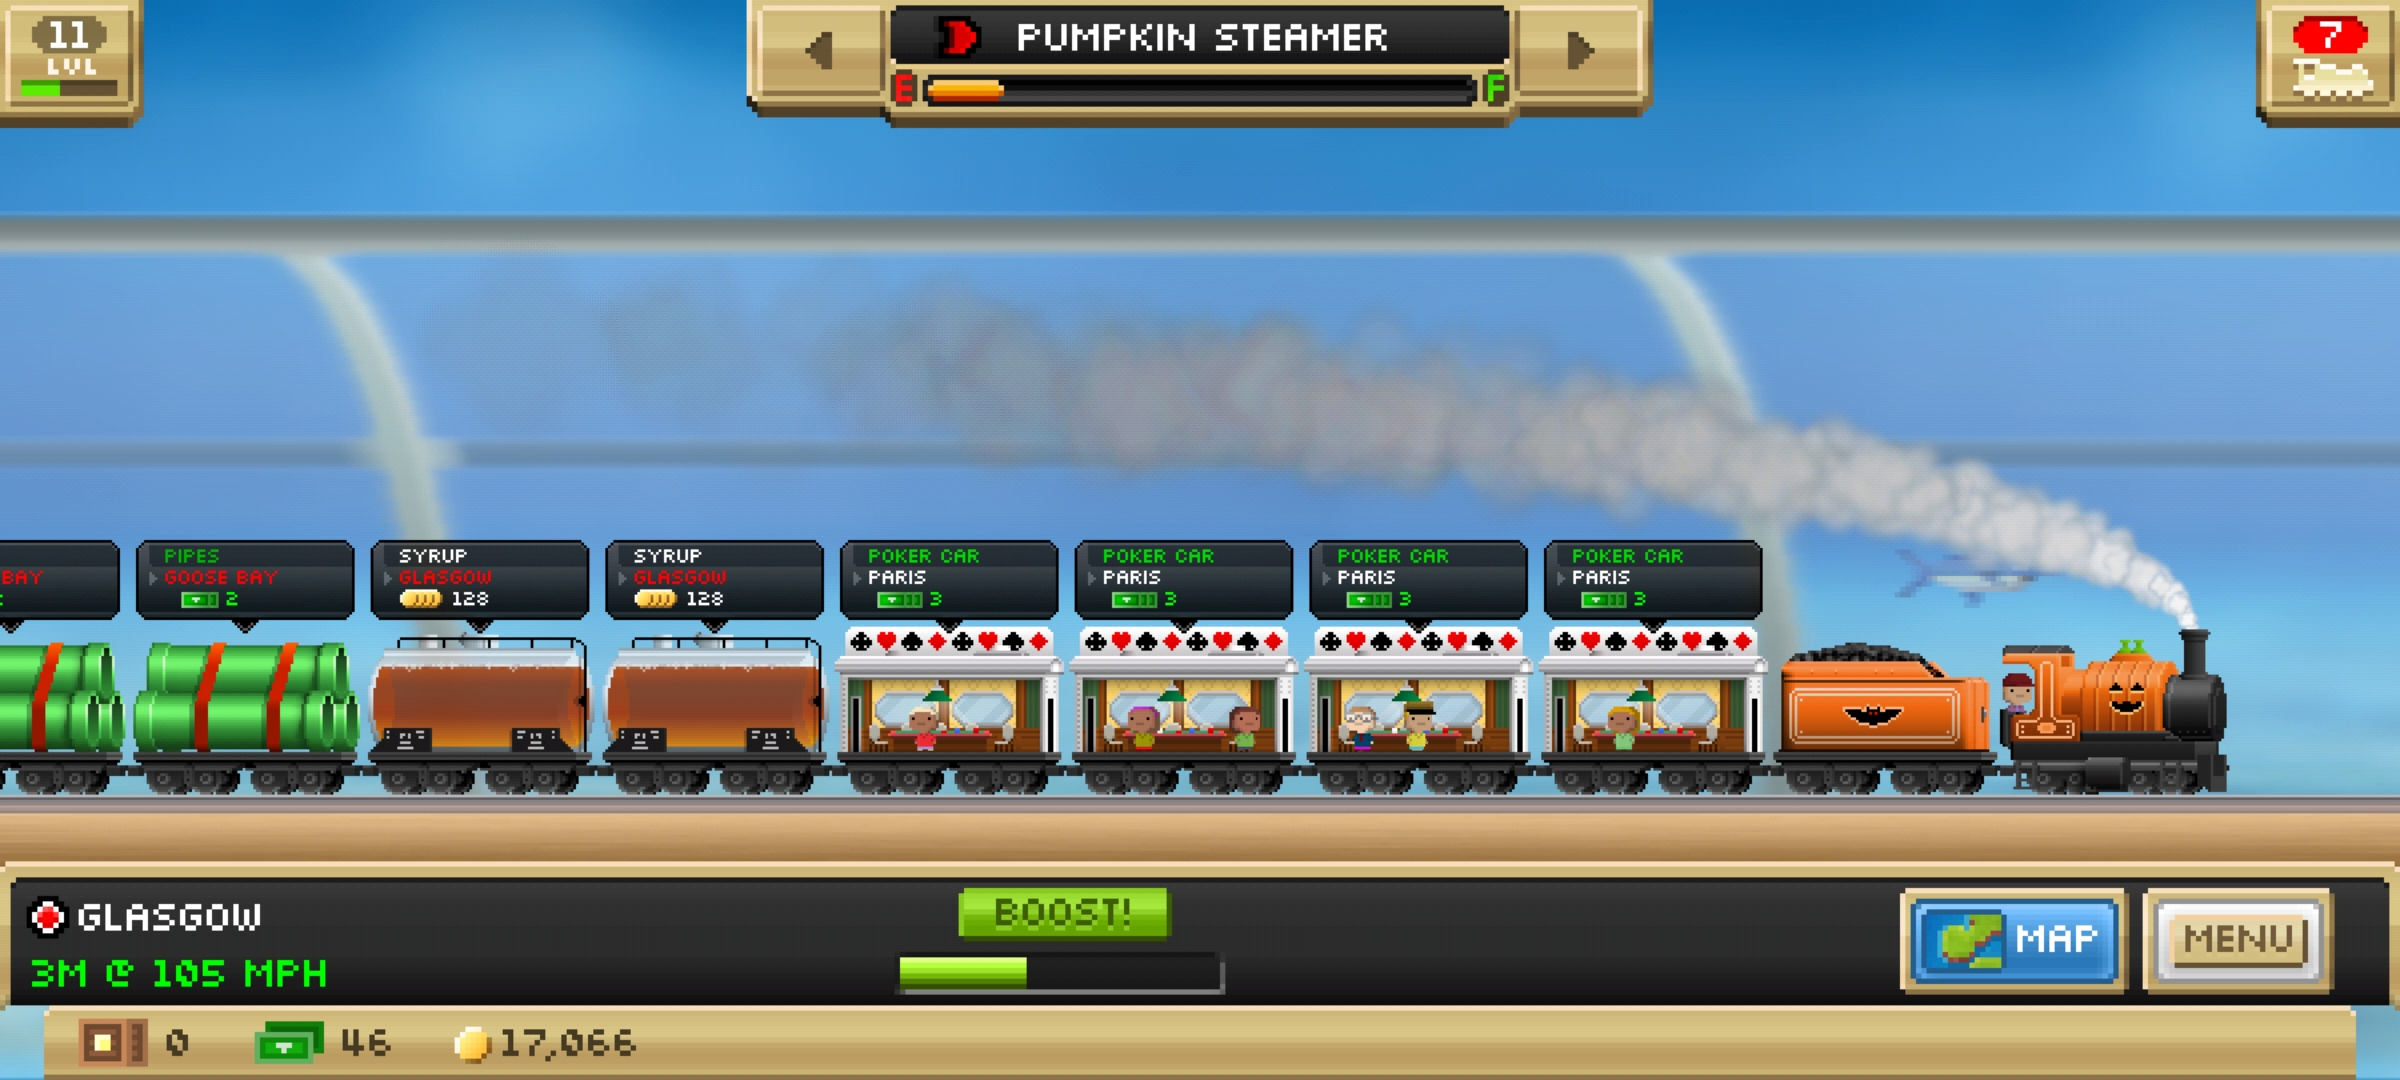 11
LVL
PUMPKIN STEAMER
E F
7
BAY
PIPES
GOOSE BAY
2
SYRUP
GLASGOW
128
SYRUP
GLASGOW
128
POKER CAR
PARIS
3
POKER CAR
PARIS
3
POKER CAR
PARIS
3
POKER CAR
PARIS
3
GLASGOW
3M @ 105 MPH
BOOST!
MAP
MENU
0
46
17,066